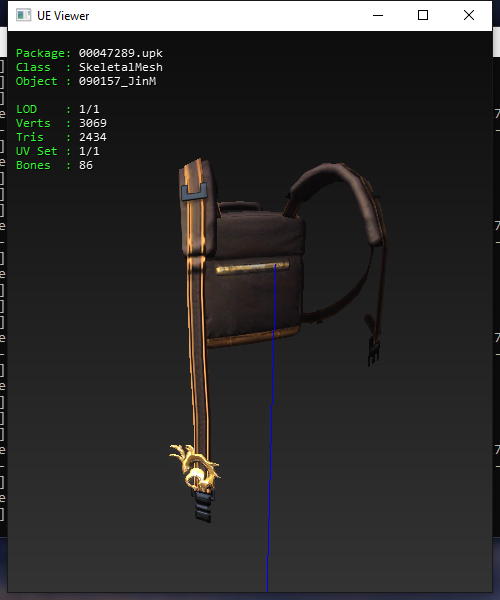 UE Viewer
Package: 00047289.upk
Class : SkeletalMesh
Object : 090157_JinM
LOD : 1/1
Verts : 3069
Tris : 2434
UV Set : 1/1
Bones : 86